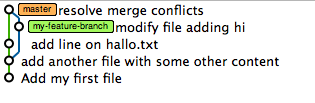 master resolve merge conflicts
my-feature-branch modify file adding hi
add line on hallo.txt
add another file with some other content
Add my first file